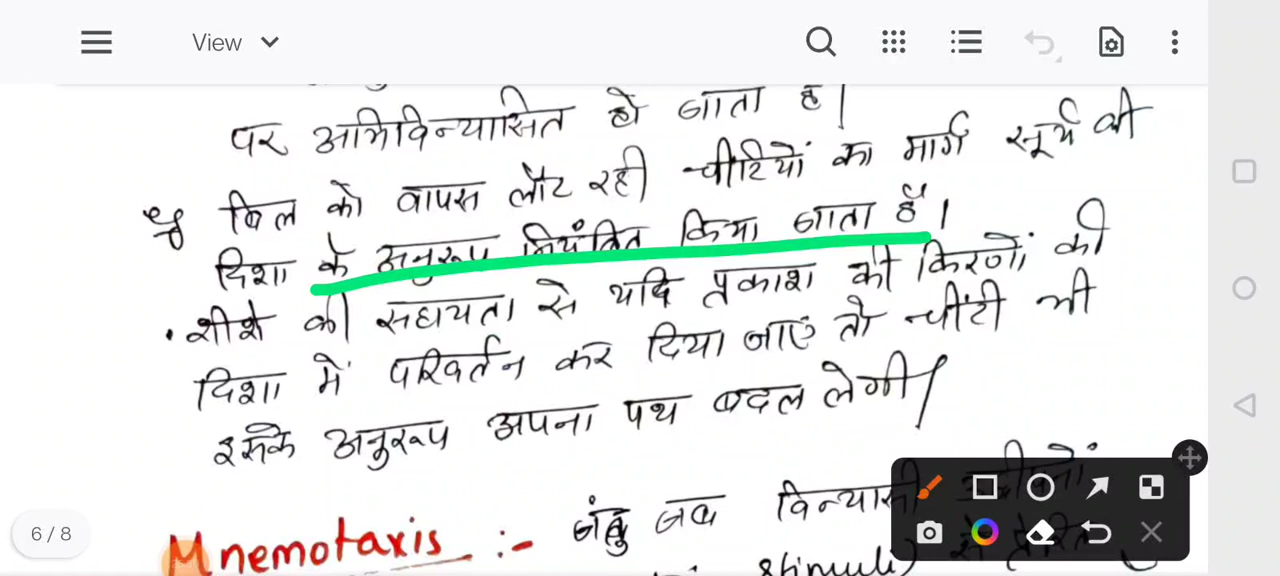 View
पर अभिविन्यासित हो जाता है।
बिल को वापस लौट रही चीटियों का मार्ग सूर्य की
दिशा के अनुरूप नियंत्रित किया जाता है।
· शीशे की सहायता से यदि प्रकाश की किरणों की
दिशा में परिवर्तन कर दिया जाएं तो चींटी भी
इसके अनुरूप अपना पथ बदल लेगी।
Mnemotaxis :- जंतु जब विन्यासी
stimuli)
6 / 8